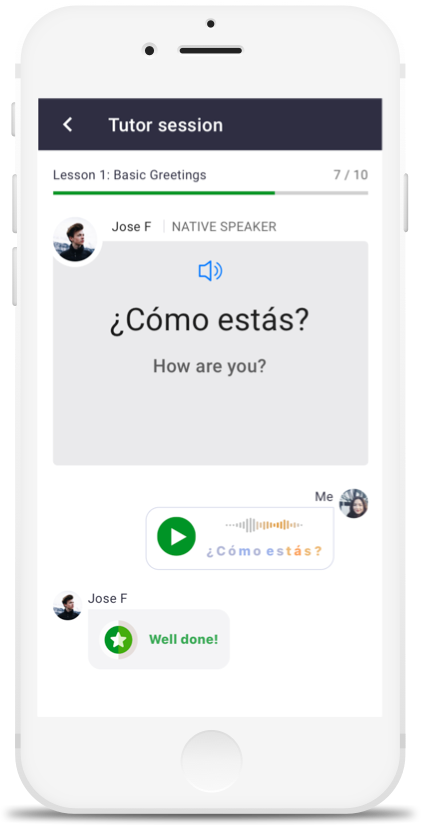 Tutor session
Lesson 1: Basic Greetings 7 / 10
Jose F NATIVE SPEAKER
¿Cómo estás?
How are you?
Me
¿Cómo estás?
Jose F
Well done!